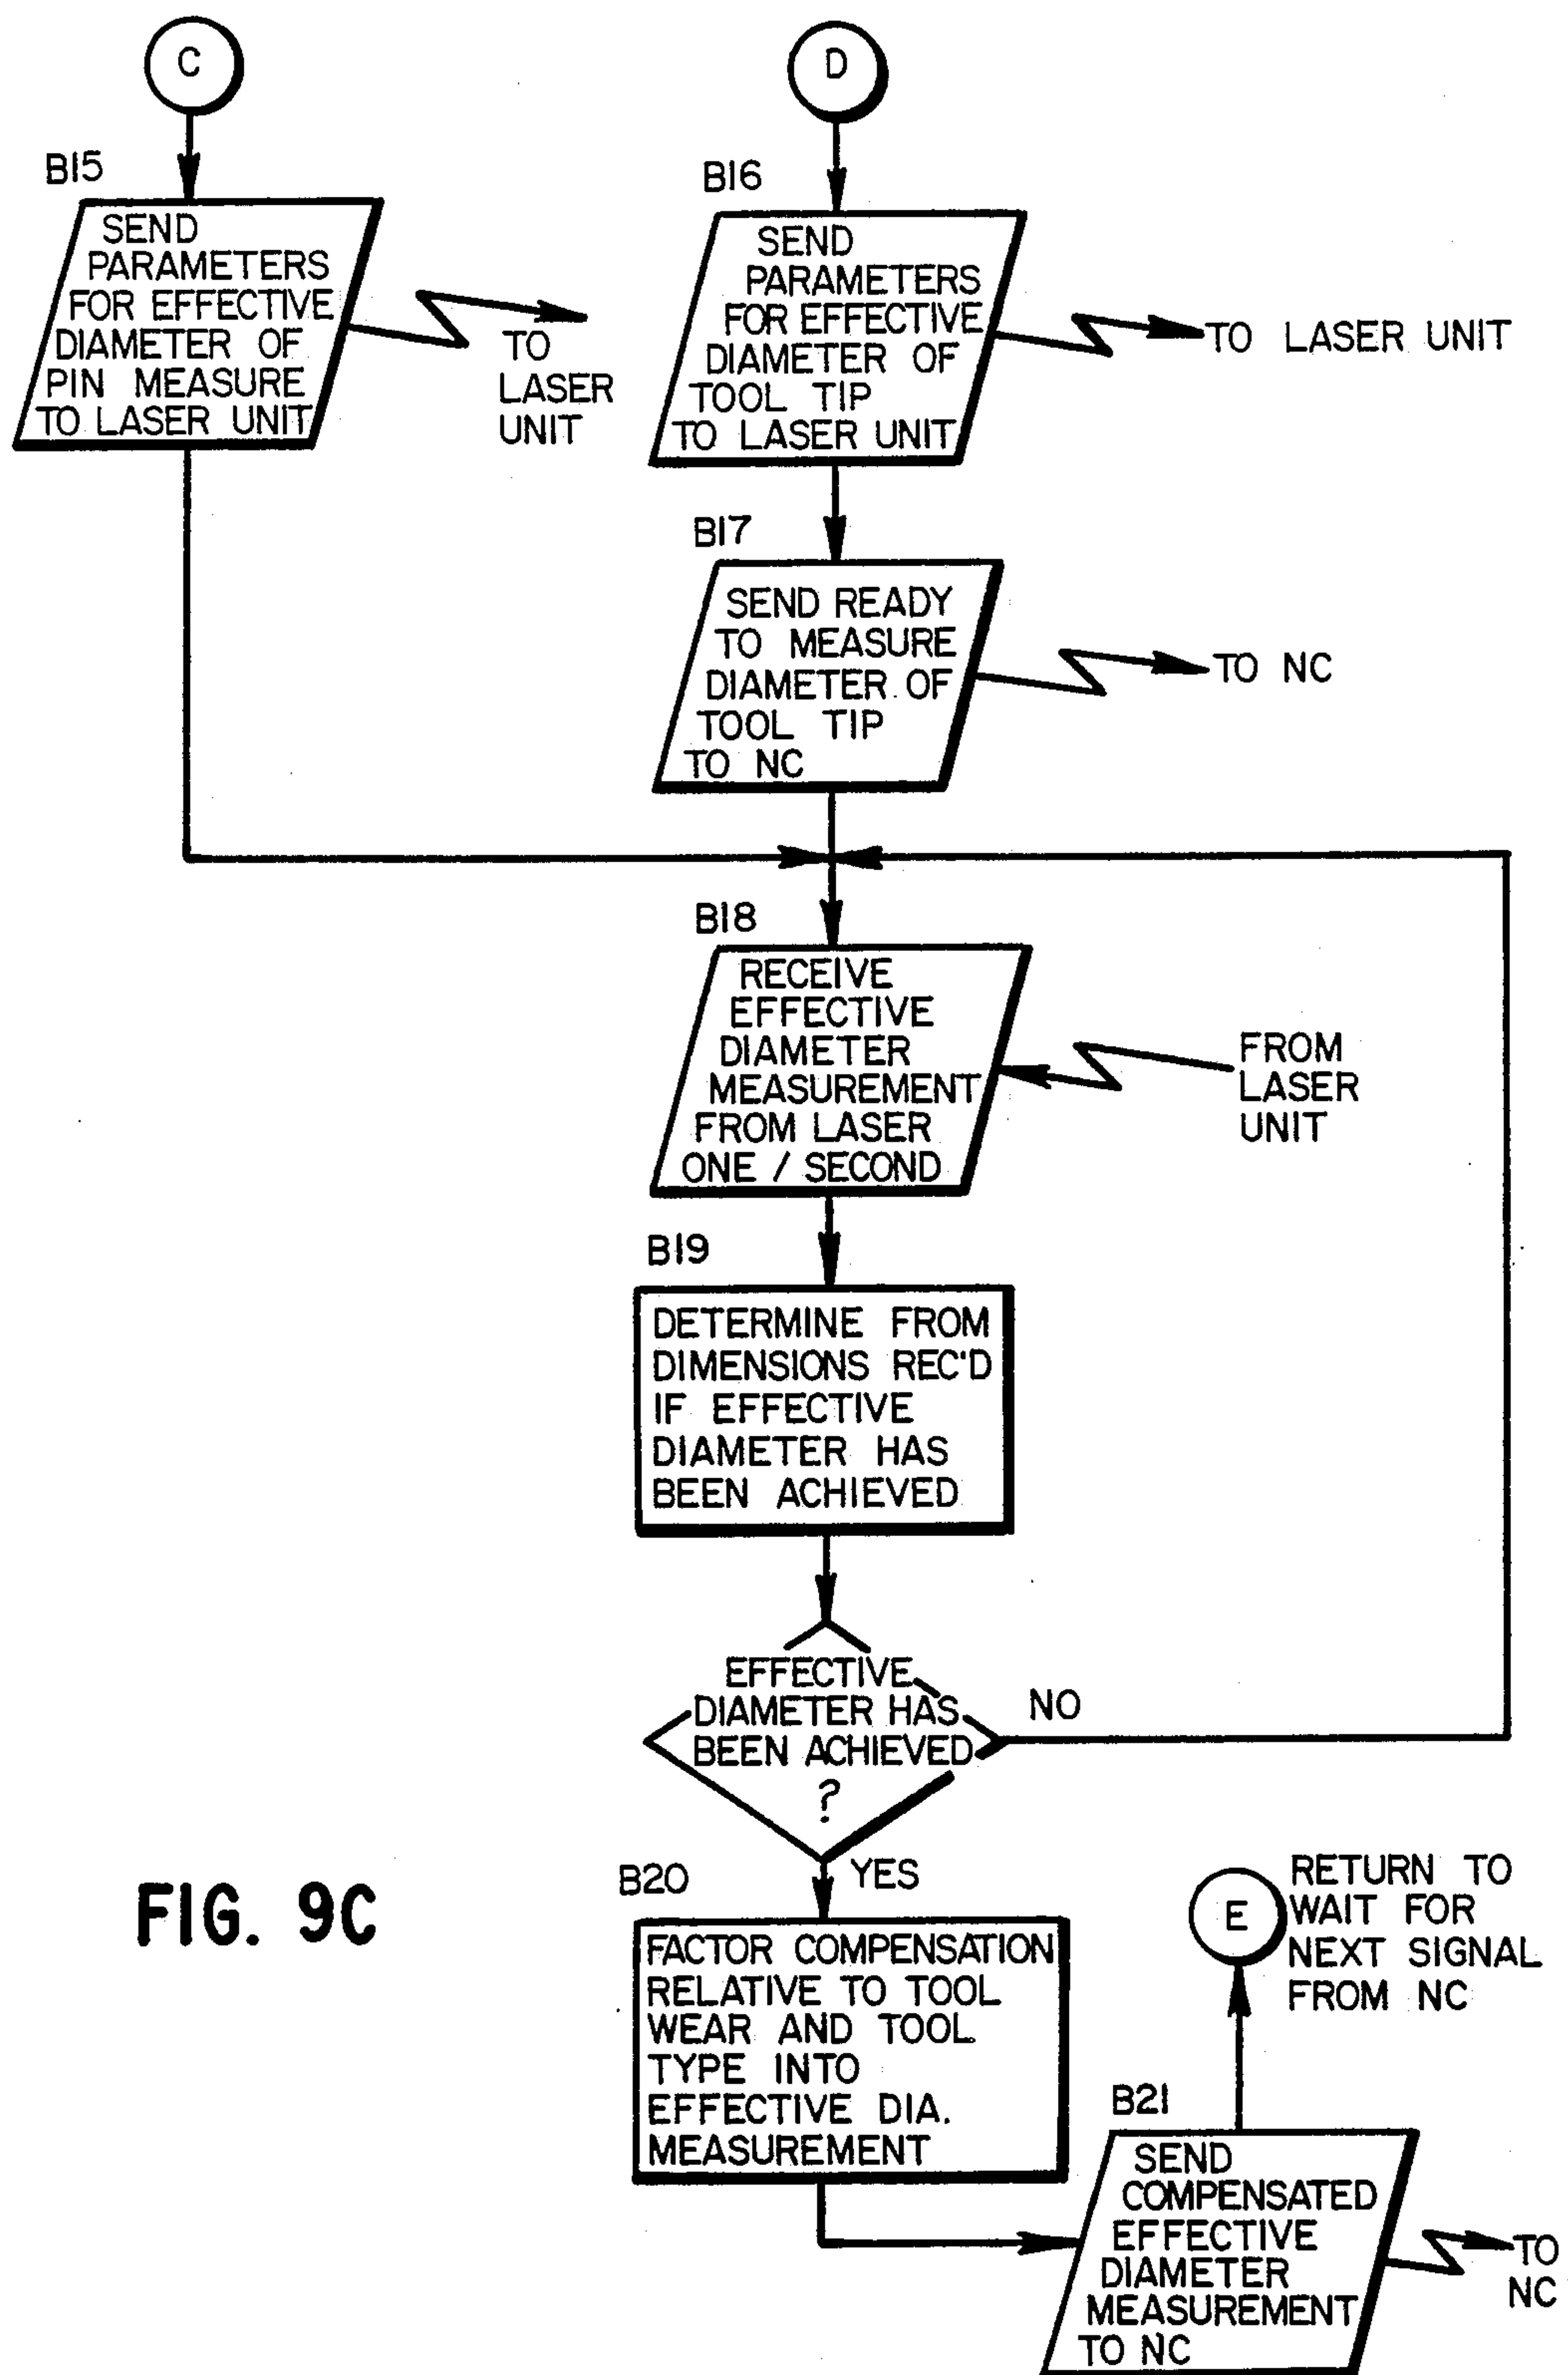 C
B15
SEND
PARAMETERS
FOR EFFECTIVE
DIAMETER OF
PIN MEASURE
TO LASER UNIT
TO
LASER
UNIT
D
B16
SEND
PARAMETERS
FOR EFFECTIVE
DIAMETER OF
TOOL TIP
TO LASER UNIT
TO LASER UNIT
B17
SEND READY
TO MEASURE
DIAMETER OF
TOOL TIP
TO NC
TO NC
B18
RECEIVE
EFFECTIVE
DIAMETER
MEASUREMENT
FROM LASER
ONE / SECOND
FROM
LASER
UNIT
B19
DETERMINE FROM
DIMENSIONS REC'D
IF EFFECTIVE
DIAMETER HAS
BEEN ACHIEVED
EFFECTIVE
DIAMETER HAS
BEEN ACHIEVED
?
NO
YES
B20
FACTOR COMPENSATION
RELATIVE TO TOOL
WEAR AND TOOL
TYPE INTO
EFFECTIVE DIA.
MEASUREMENT
E
RETURN TO
WAIT FOR
NEXT SIGNAL
FROM NC
B21
SEND
COMPENSATED
EFFECTIVE
DIAMETER
MEASUREMENT
TO NC
TO
NC
FIG. 9C